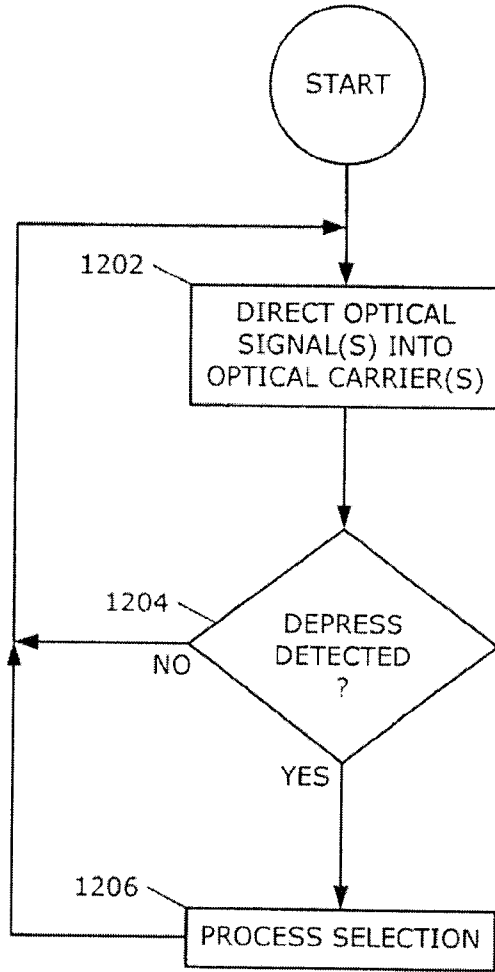 START
1202
DIRECT OPTICAL
SIGNAL(S) INTO
OPTICAL CARRIER(S)
1204
DEPRESS
DETECTED
?
NO
YES
1206
PROCESS SELECTION